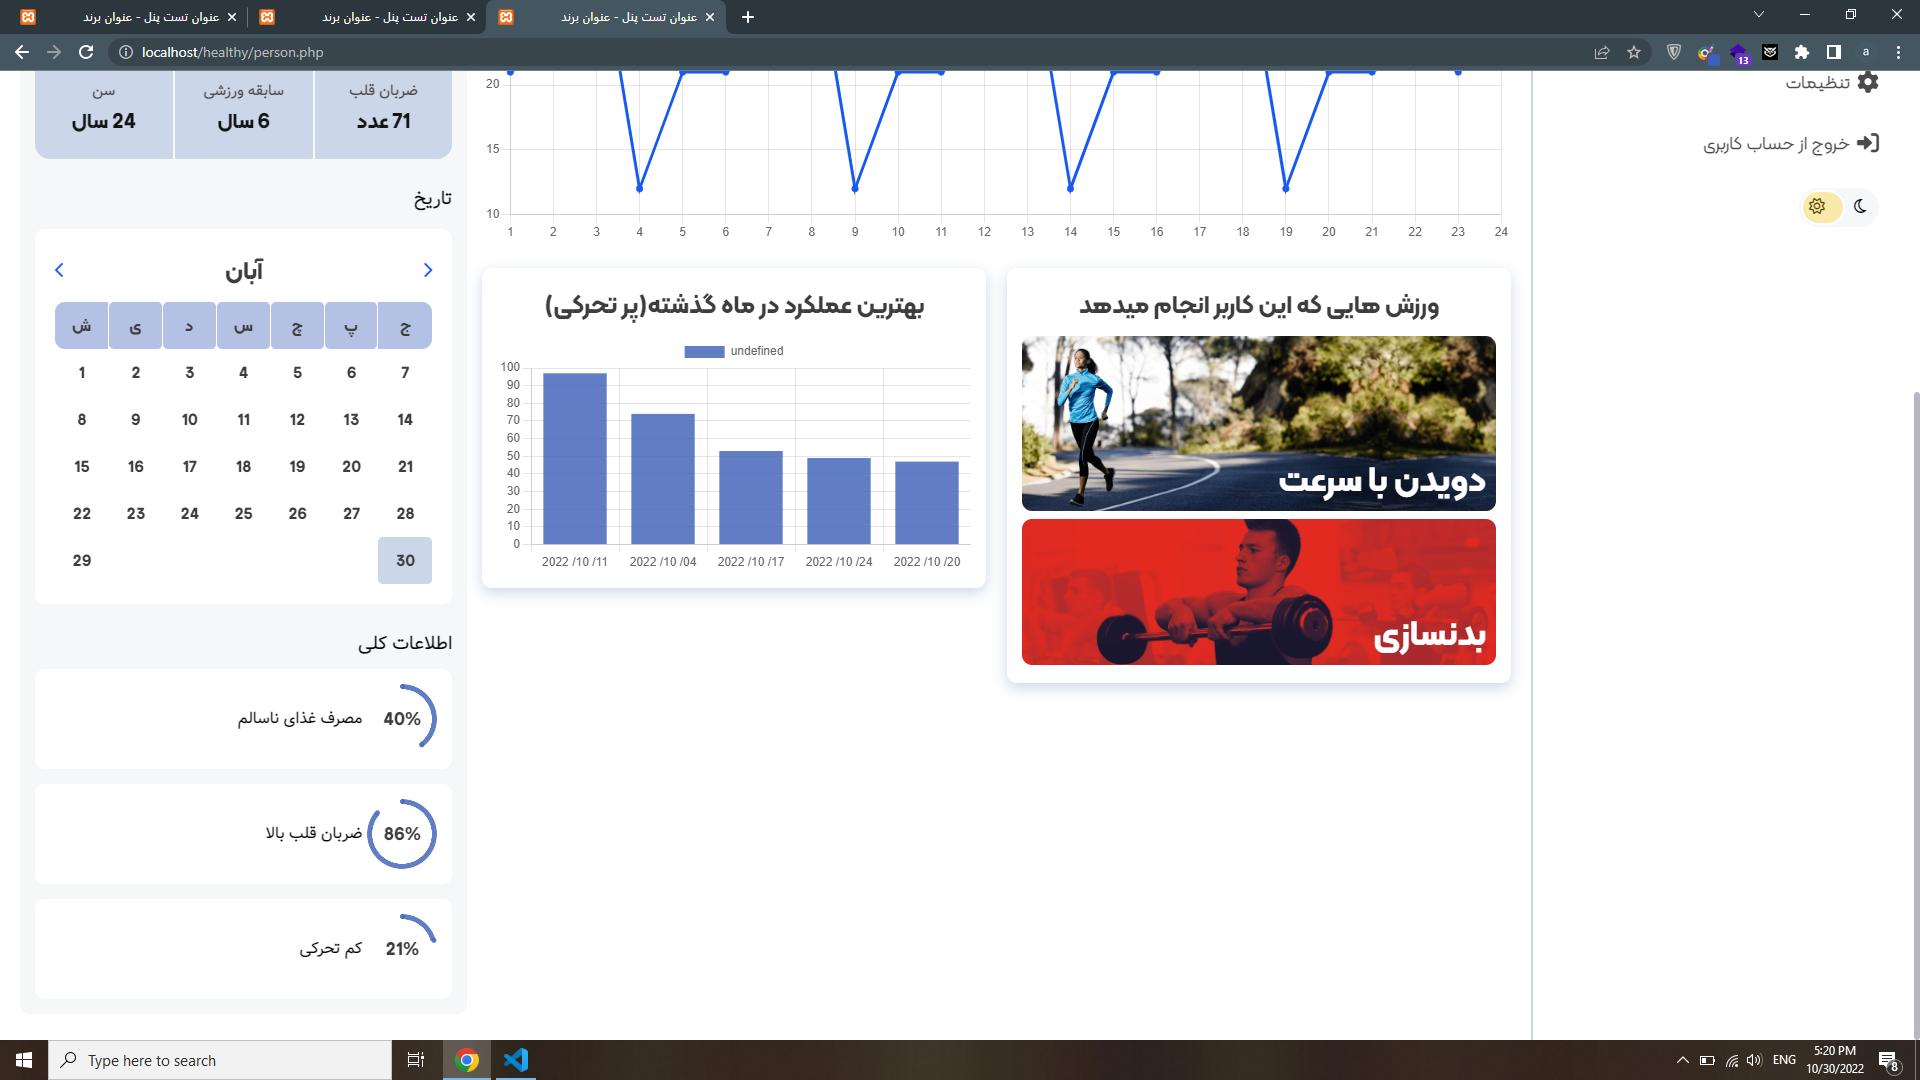 عنوان تست پنل - عنوان برند
عنوان تست پنل - عنوان برند
عنوان تست پنل - عنوان برند
localhost/healthy/person.php
13
a
تنظیمات
خروج از حساب کاربری
20
15
10
1 2 3 4 5 6 7 8 9 10 11 12 13 14 15 16 17 18 19 20 21 22 23 24
ورزش هایی که این کاربر انجام میدهد
دویدن با سرعت
بدنسازی
بهترین عملکرد در ماه گذشته(پر تحرکی)
undefined
100
90
80
70
60
50
40
30
20
10
0
2022 /10 /11 2022 /10 /04 2022 /10 /17 2022 /10 /24 2022 /10 /20
ضربان قلب
71 عدد
سابقه ورزشی
6 سال
سن
24 سال
تاریخ
آبان
ش ی د س چ پ ج
1 2 3 4 5 6 7
8 9 10 11 12 13 14
15 16 17 18 19 20 21
22 23 24 25 26 27 28
29 30
اطلاعات کلی
40%
مصرف غذای ناسالم
86%
ضربان قلب بالا
21%
کم تحرکی
Type here to search
ENG
5:20 PM
10/30/2022
8